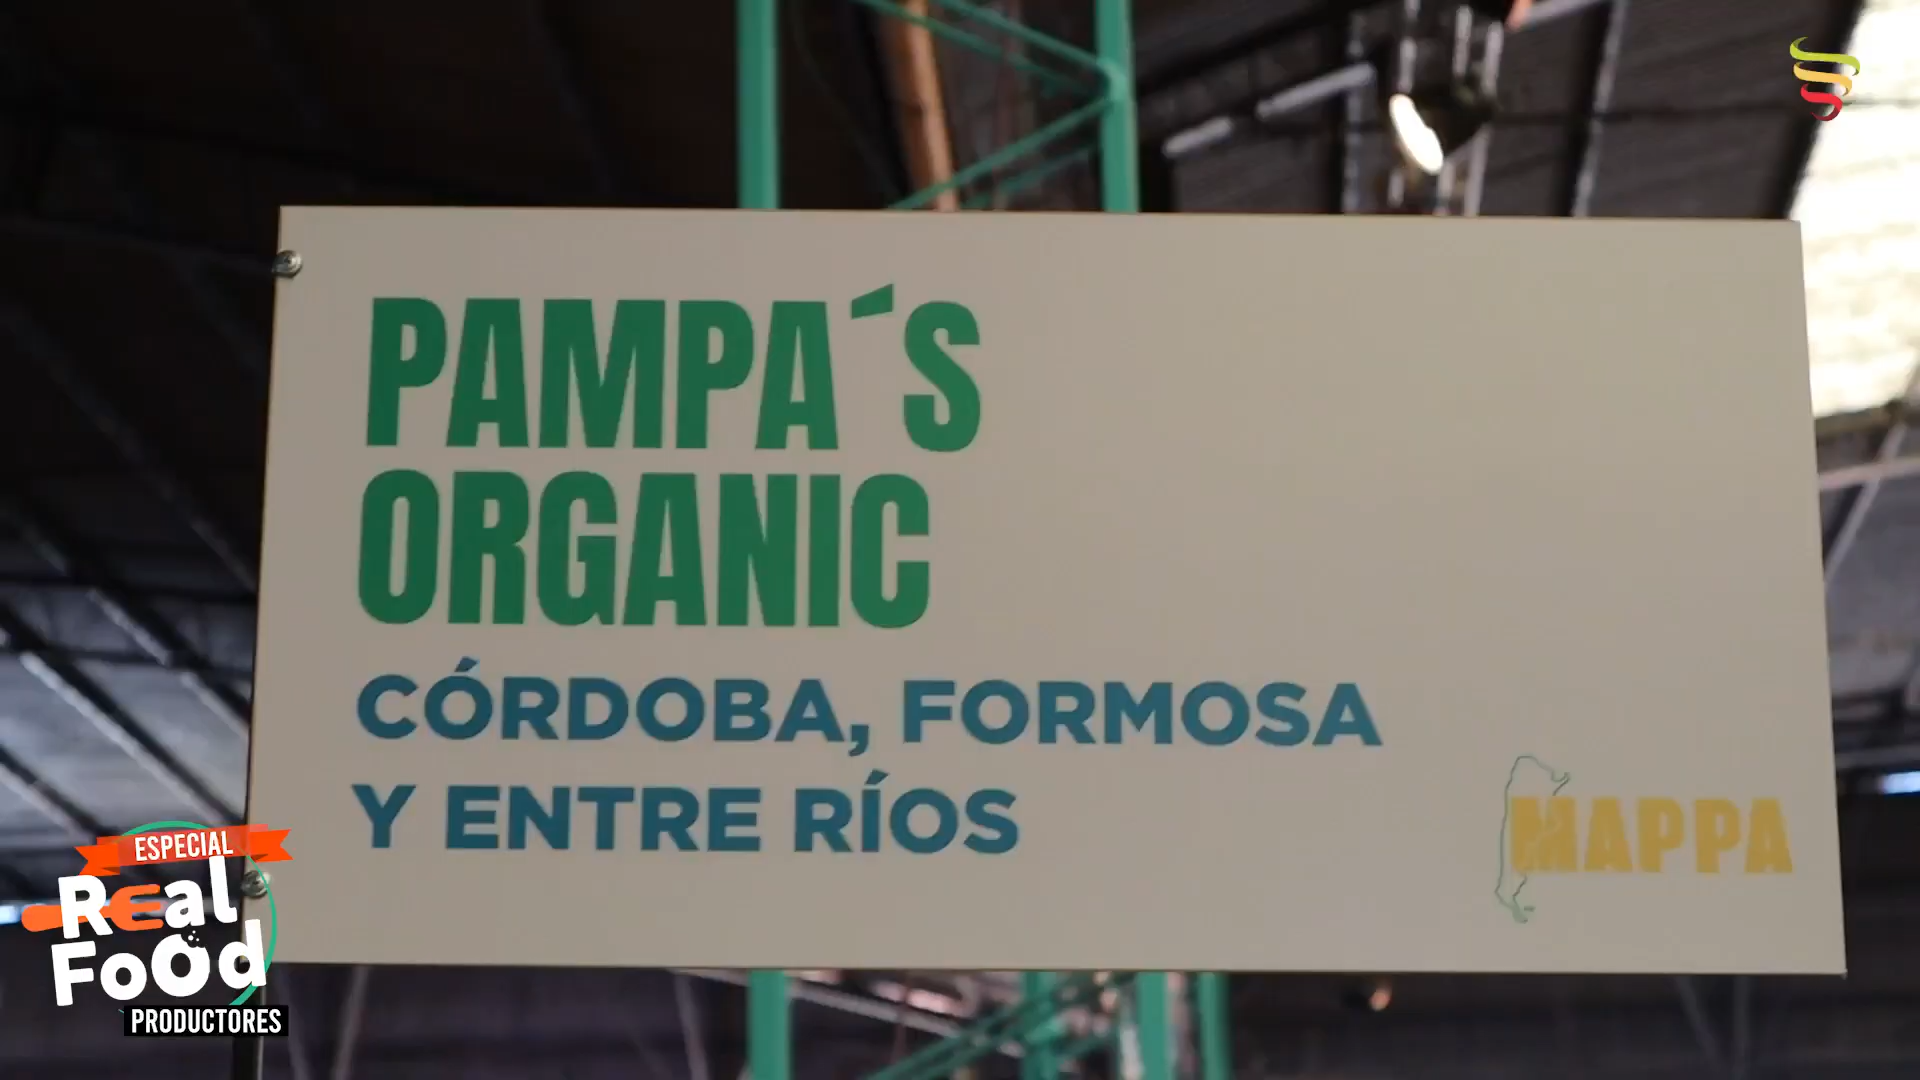 PAMPA´S
ORGANIC
CÓRDOBA, FORMOSA
Y ENTRE RÍOS
MAPPA
ESPECIAL
Real
Food
PRODUCTORES